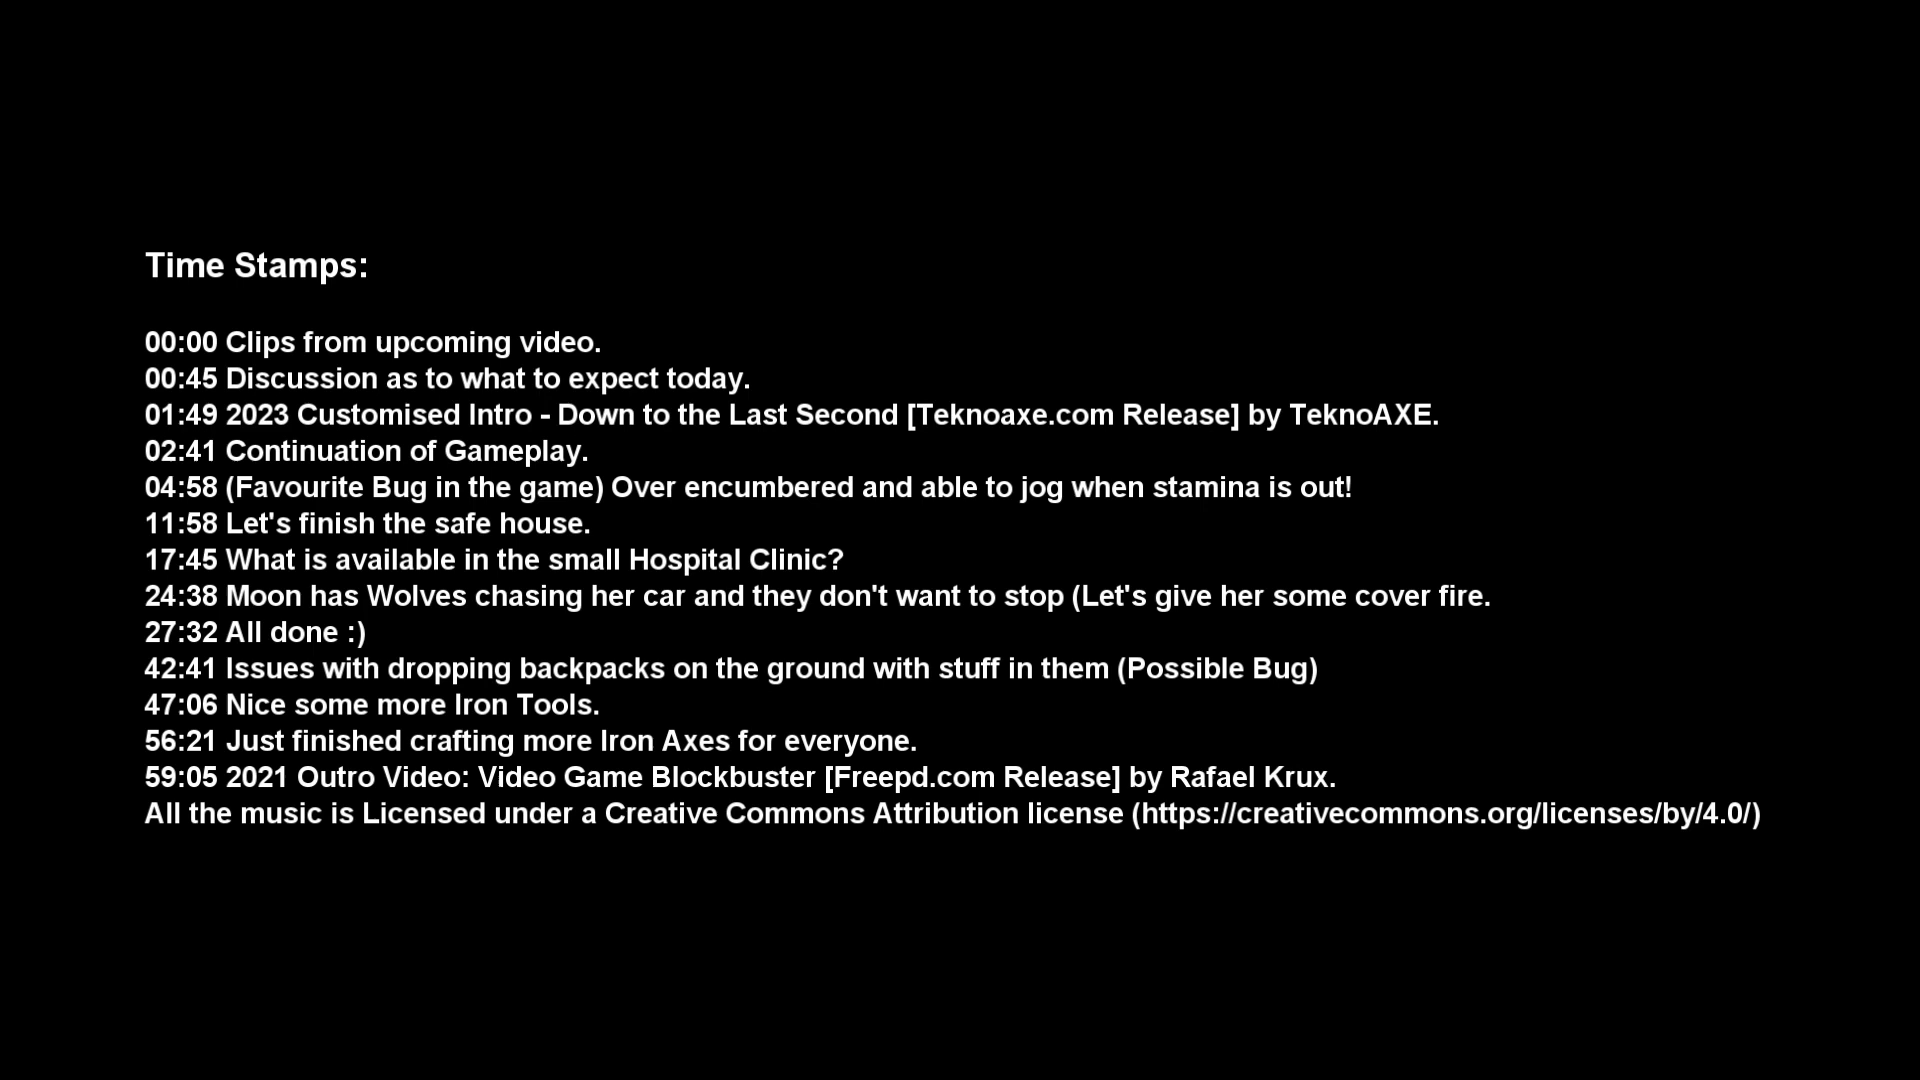 Time Stamps:
00:00 Clips from upcoming video.
00:45 Discussion as to what to expect today.
01:49 2023 Customised Intro - Down to the Last Second [Teknoaxe.com Release] by TeknoAXE.
02:41 Continuation of Gameplay.
04:58 (Favourite Bug in the game) Over encumbered and able to jog when stamina is out!
11:58 Let's finish the safe house.
17:45 What is available in the small Hospital Clinic?
24:38 Moon has Wolves chasing her car and they don't want to stop (Let's give her some cover fire.
27:32 All done :)
42:41 Issues with dropping backpacks on the ground with stuff in them (Possible Bug)
47:06 Nice some more Iron Tools.
56:21 Just finished crafting more Iron Axes for everyone.
59:05 2021 Outro Video: Video Game Blockbuster [Freepd.com Release] by Rafael Krux.
All the music is Licensed under a Creative Commons Attribution license (https://creativecommons.org/licenses/by/4.0/)